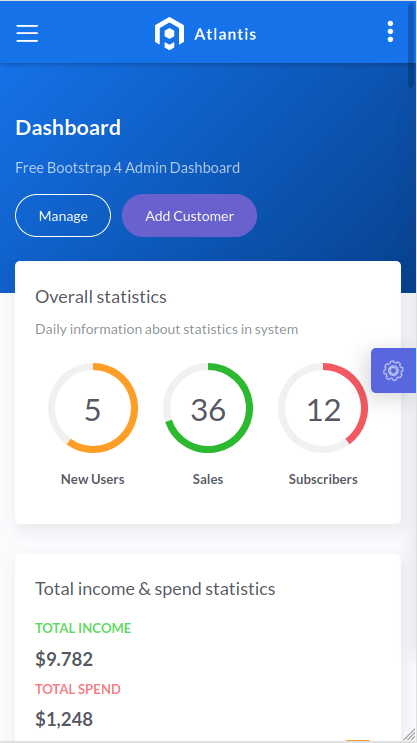 Atlantis
Dashboard
Free Bootstrap 4 Admin Dashboard
Manage
Add Customer
Overall statistics
Daily information about statistics in system
5
36
12
New Users
Sales
Subscribers
Total income & spend statistics
TOTAL INCOME
$9.782
TOTAL SPEND
$1,248